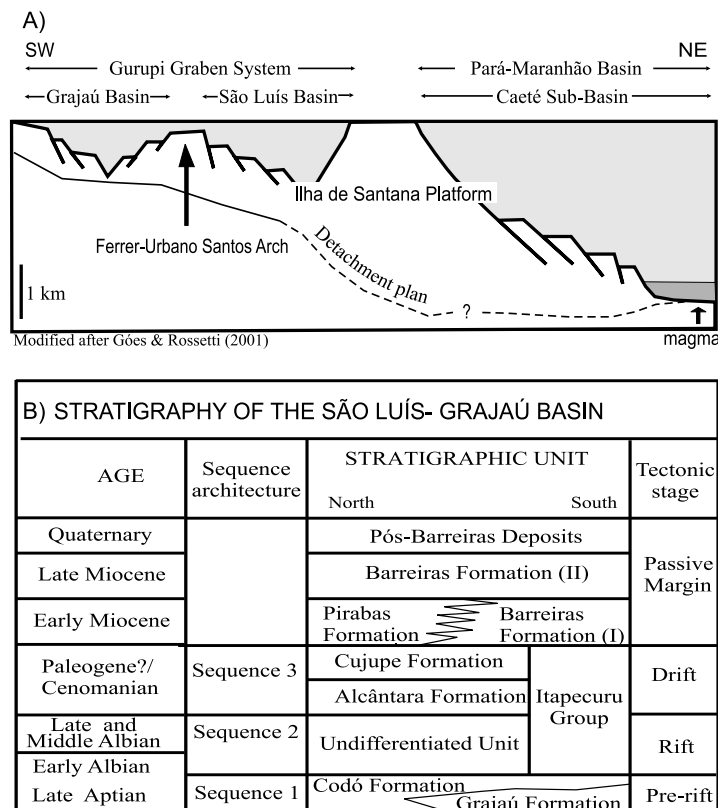 A)
SW
NE
Gurupi Graben System
Pará-Maranhão Basin
Grajaú Basin
São Luís Basin
Caeté Sub-Basin
Ilha de Santana Platform
Ferrer-Urbano Santos Arch
Detachment plan
?
1 km
Modified after Góes & Rossetti (2001)
magma
B) STRATIGRAPHY OF THE SÃO LUÍS- GRAJAÚ BASIN
AGE
Sequence
architecture
STRATIGRAPHIC UNIT
North
South
Tectonic
stage
Quaternary
Pós-Barreiras Deposits
Late Miocene
Barreiras Formation (II)
Passive
Margin
Early Miocene
Pirabas
Formation
Barreiras
Formation (I)
Paleogene?/
Cenomanian
Sequence 3
Cujupe Formation
Alcântara Formation
Itapecuru
Group
Drift
Late and
Middle Albian
Sequence 2
Undifferentiated Unit
Rift
Early Albian
Late Aptian
Sequence 1
Codó Formation
Grajaú Formation
Pre-rift